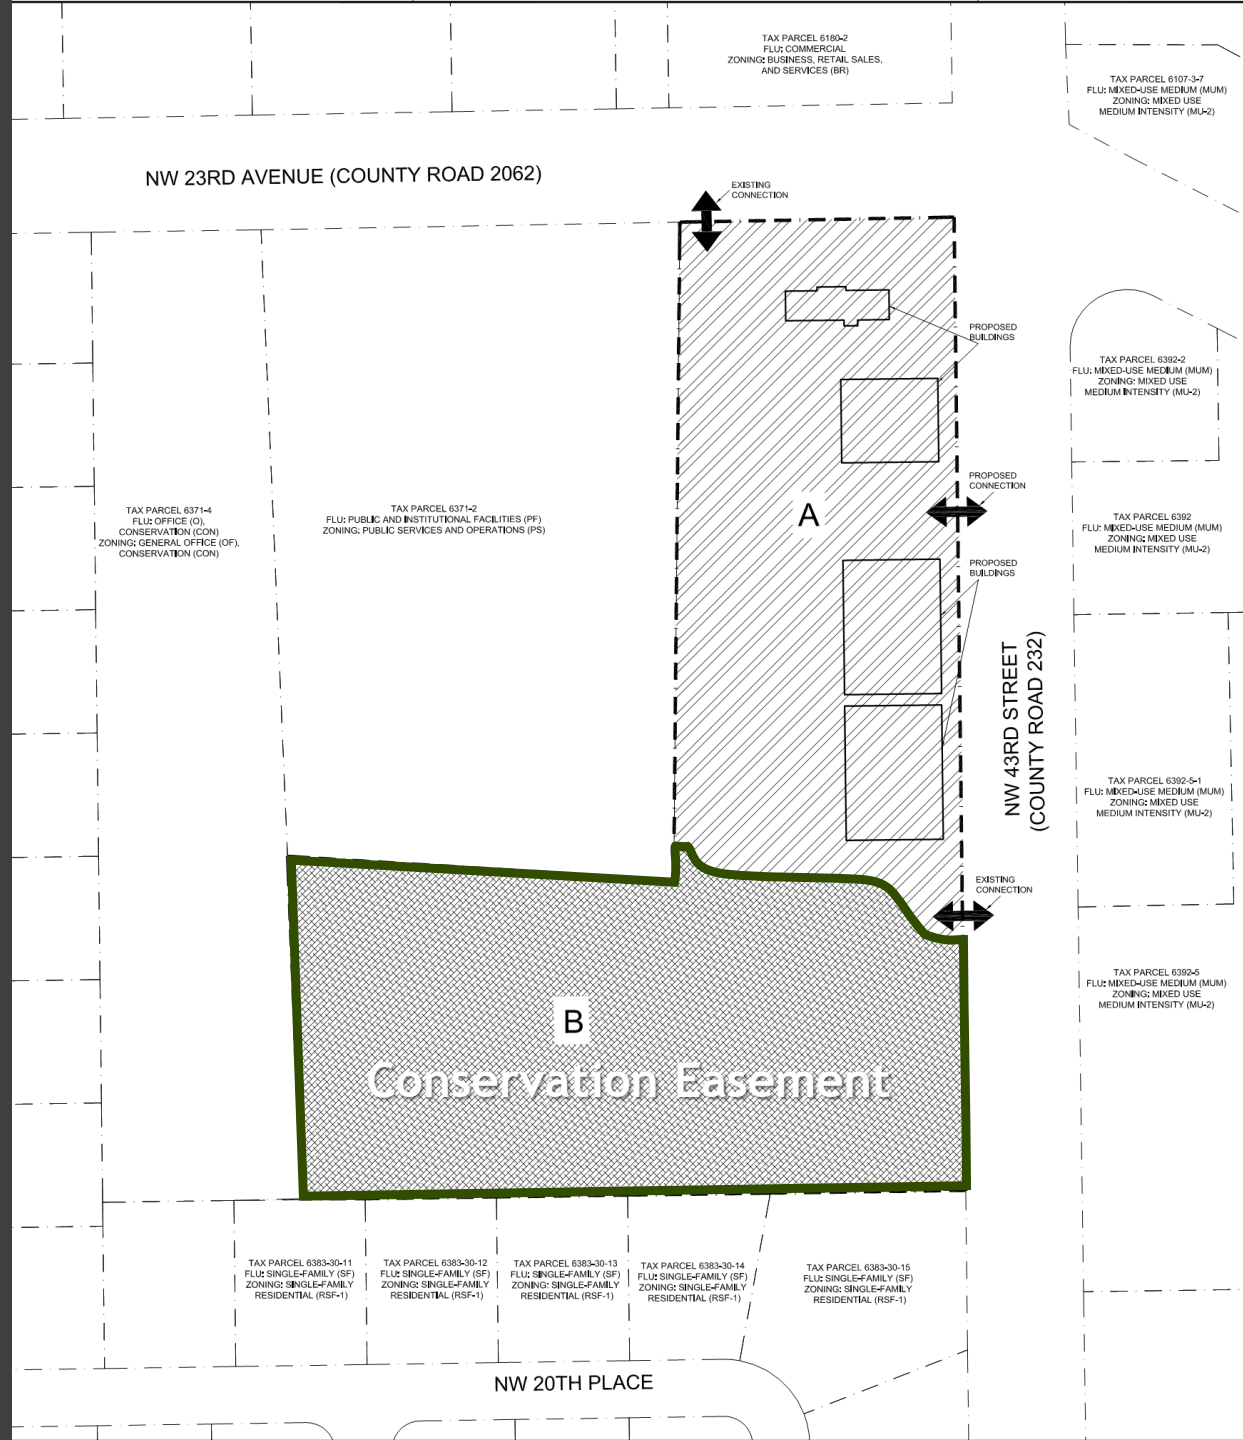 TAX PARCEL 6180-2
FLU: COMMERCIAL
ZONING: BUSINESS, RETAIL SALES,
AND SERVICES (BR)
TAX PARCEL 6107-3-7
FLU: MIXED-USE MEDIUM (MUM)
ZONING: MIXED USE
MEDIUM INTENSITY (MU-2)
NW 23RD AVENUE (COUNTY ROAD 2062)
EXISTING
CONNECTION
PROPOSED
BUILDINGS
TAX PARCEL 6392-2
FLU: MIXED-USE MEDIUM (MUM)
ZONING: MIXED USE
MEDIUM INTENSITY (MU-2)
TAX PARCEL 6371-4
FLU: OFFICE (O),
CONSERVATION (CON)
ZONING: GENERAL OFFICE (OF),
CONSERVATION (CON)
TAX PARCEL 6371-2
FLU: PUBLIC AND INSTITUTIONAL FACILITIES (PF)
ZONING: PUBLIC SERVICES AND OPERATIONS (PS)
A
PROPOSED
CONNECTION
TAX PARCEL 6392
FLU: MIXED-USE MEDIUM (MUM)
ZONING: MIXED USE
MEDIUM INTENSITY (MU-2)
PROPOSED
BUILDINGS
NW 43RD STREET
(COUNTY ROAD 232)
TAX PARCEL 6392-5-1
FLU: MIXED-USE MEDIUM (MUM)
ZONING: MIXED USE
MEDIUM INTENSITY (MU-2)
EXISTING
CONNECTION
TAX PARCEL 6392-5
FLU: MIXED-USE MEDIUM (MUM)
ZONING: MIXED USE
MEDIUM INTENSITY (MU-2)
B
Conservation Easement
TAX PARCEL 6383-30-11
FLU: SINGLE-FAMILY (SF)
ZONING: SINGLE-FAMILY
RESIDENTIAL (RSF-1)
TAX PARCEL 6383-30-12
FLU: SINGLE-FAMILY (SF)
ZONING: SINGLE-FAMILY
RESIDENTIAL (RSF-1)
TAX PARCEL 6383-30-13
FLU: SINGLE-FAMILY (SF)
ZONING: SINGLE-FAMILY
RESIDENTIAL (RSF-1)
TAX PARCEL 6383-30-14
FLU: SINGLE-FAMILY (SF)
ZONING: SINGLE-FAMILY
RESIDENTIAL (RSF-1)
TAX PARCEL 6383-30-15
FLU: SINGLE-FAMILY (SF)
ZONING: SINGLE-FAMILY
RESIDENTIAL (RSF-1)
NW 20TH PLACE